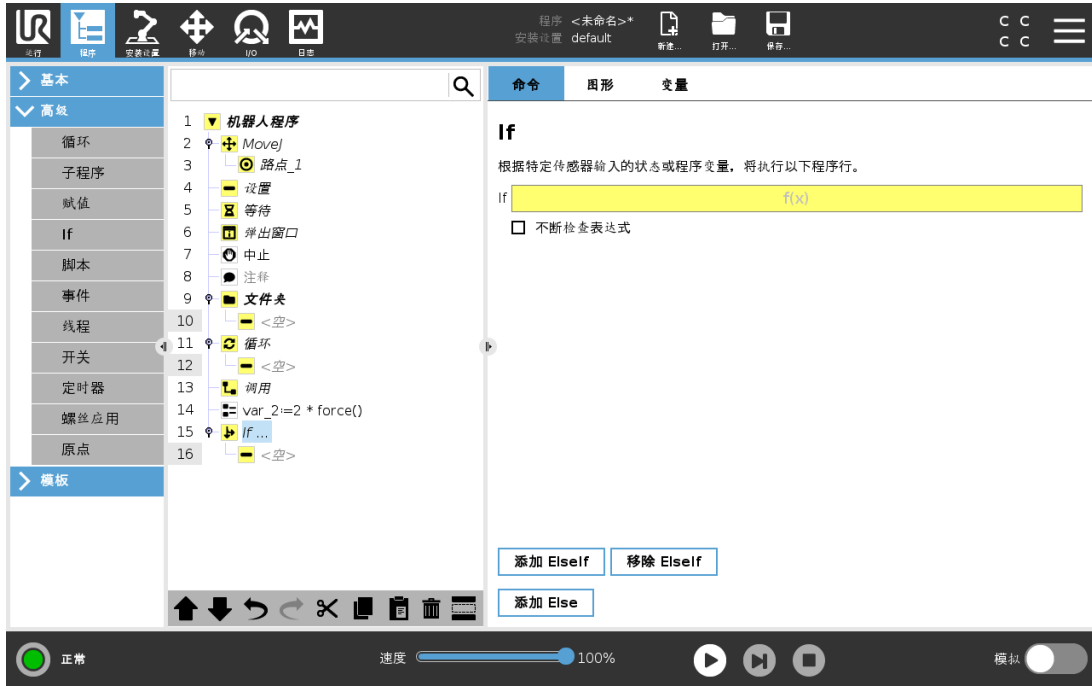 UR
运行
程序
安装设置
移动
I/O
日志
程序 <未命名>*
安装设置 default
新建...
打开...
保存...
C C
C C
基本
高级
循环
子程序
赋值
If
脚本
事件
线程
开关
定时器
螺丝应用
原点
模板
1 机器人程序
2 MoveJ
3 路点_1
4 设置
5 等待
6 弹出窗口
7 中止
8 注释
9 文件夹
10 <空>
11 循环
12 <空>
13 调用
14 var_2:=2 * force()
15 If ...
16 <空>
命令 图形 变量
If
根据特定传感器输入的状态或程序变量，将执行以下程序行。
If f(x)
不断检查表达式
添加 ElseIf 移除 ElseIf
添加 Else
正常
速度 100%
模拟